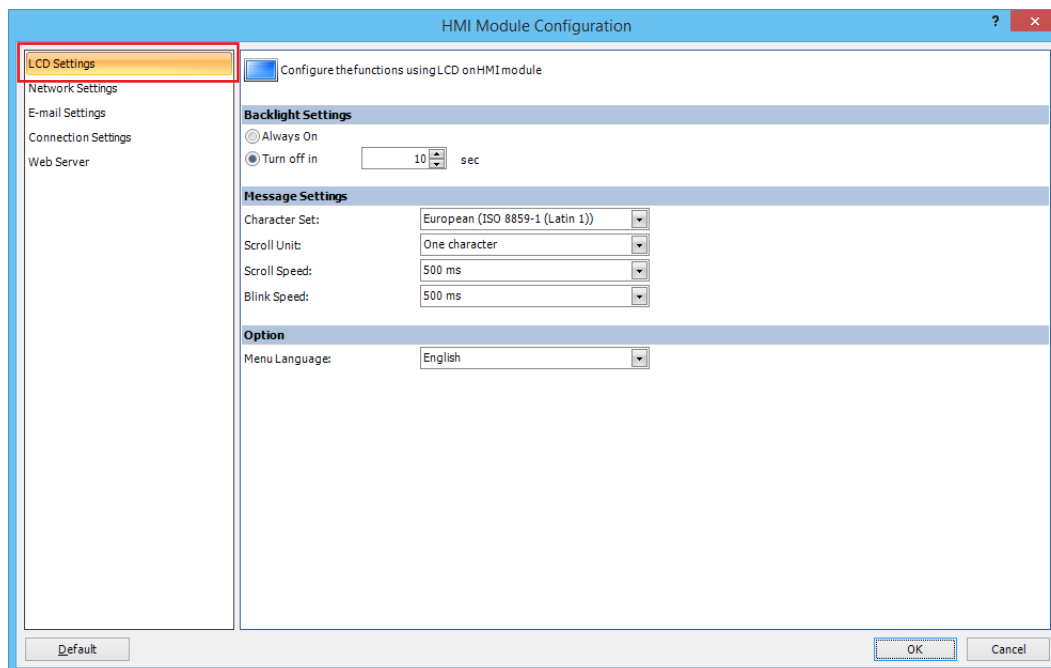 HMI Module Configuration
?
LCD Settings
Network Settings
E-mail Settings
Connection Settings
Web Server
Configure the functions using LCD on HMI module
Backlight Settings
Always On
Turn off in 10 sec
Message Settings
Character Set: European (ISO 8859-1 (Latin 1))
Scroll Unit: One character
Scroll Speed: 500 ms
Blink Speed: 500 ms
Option
Menu Language: English
Default OK Cancel